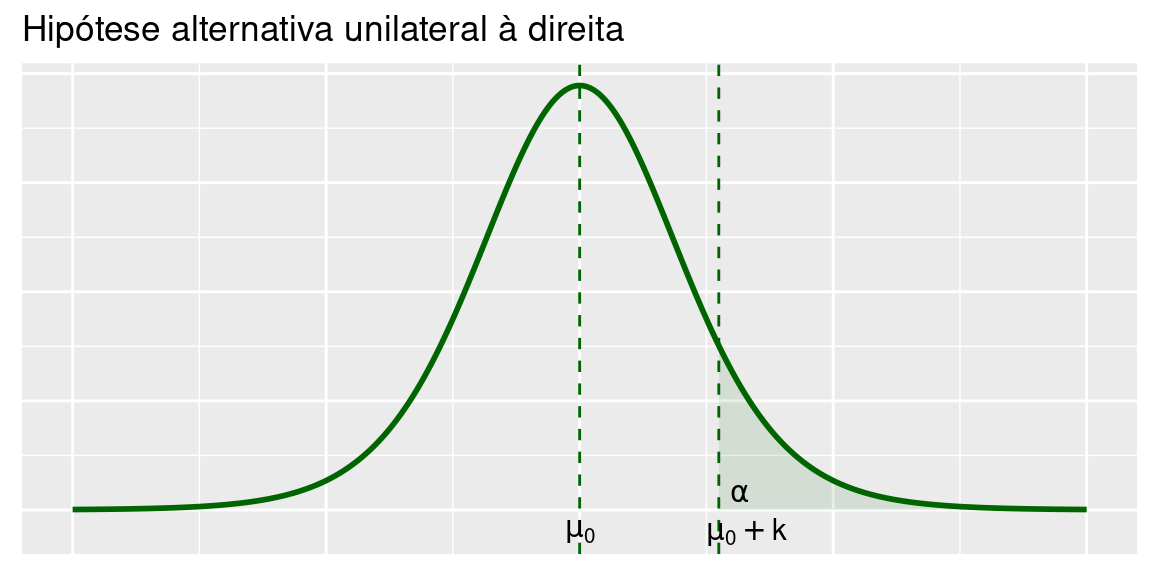 Hipótese alternativa unilateral à direita
α
μ₀
μ₀ + k